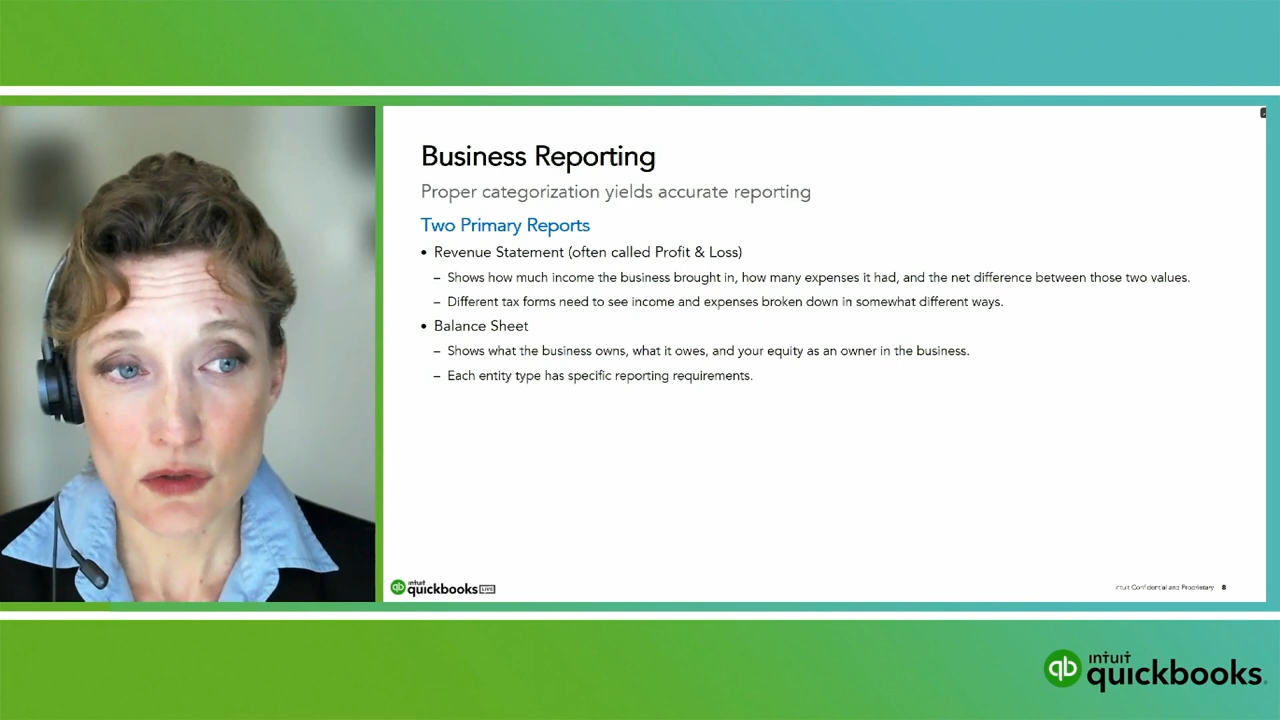 Business Reporting
Proper categorization yields accurate reporting
Two Primary Reports
• Revenue Statement (often called Profit & Loss)
– Shows how much income the business brought in, how many expenses it had, and the net difference between those two values.
– Different tax forms need to see income and expenses broken down in somewhat different ways.
• Balance Sheet
– Shows what the business owns, what it owes, and your equity as an owner in the business.
– Each entity type has specific reporting requirements.
qb intuit quickbooks LIVE
Intuit Confidential and Proprietary 8
qb intuit quickbooks.